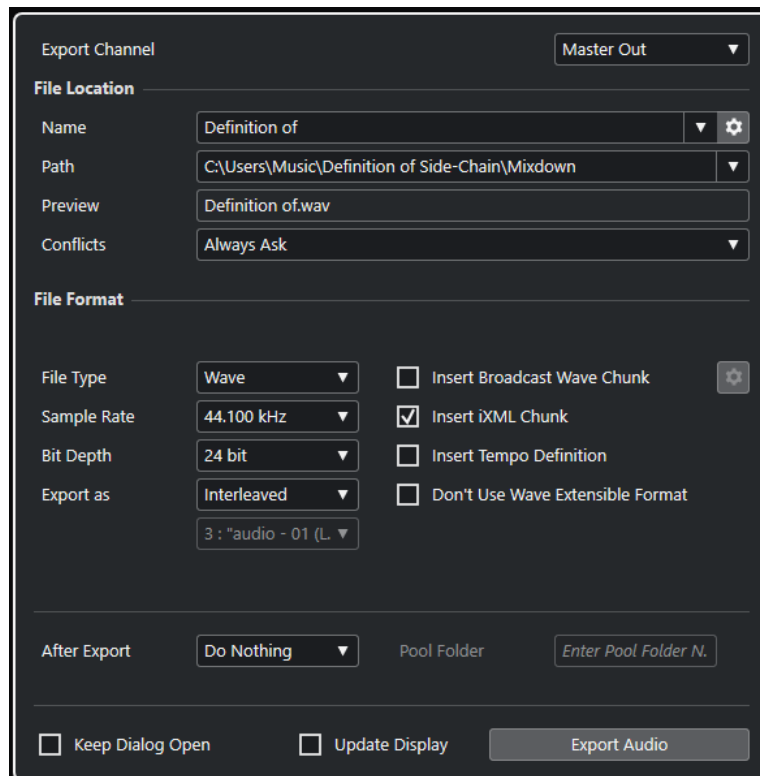 Export Channel Master Out
File Location
Name Definition of
Path C:\Users\Music\Definition of Side-Chain\Mixdown
Preview Definition of.wav
Conflicts Always Ask
File Format
File Type Wave Insert Broadcast Wave Chunk
Sample Rate 44.100 kHz Insert iXML Chunk
Bit Depth 24 bit Insert Tempo Definition
Export as Interleaved Don't Use Wave Extensible Format
3 : "audio - 01 (L.
After Export Do Nothing Pool Folder Enter Pool Folder N.
Keep Dialog Open Update Display Export Audio